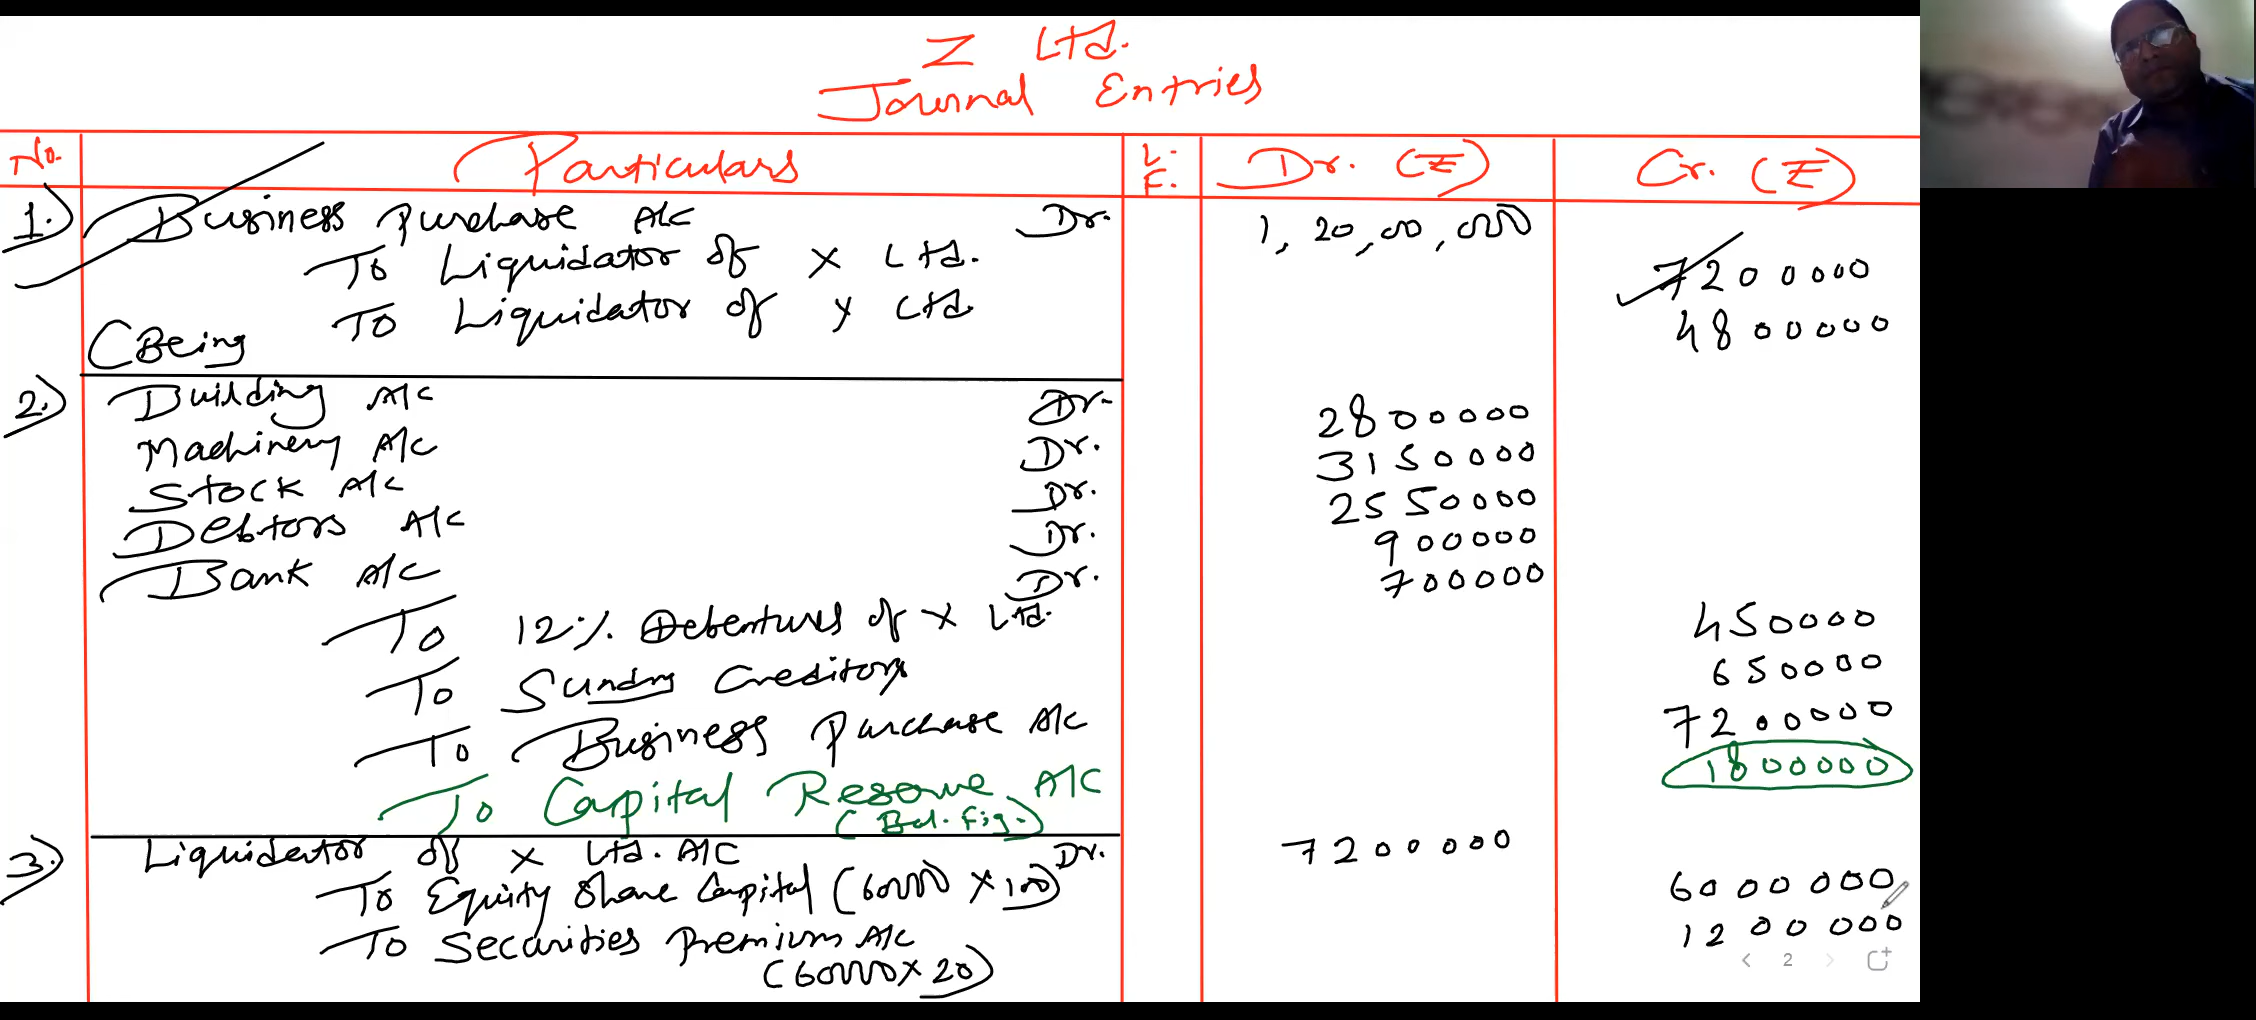 Z Ltd.
Journal Entries
No. Particulars L.F. Dr. (₹) Cr. (₹)
1.) Business Purchase A/C Dr. 1,20,00,000
To Liquidator of X Ltd. 7200000
To Liquidator of Y Ltd. 4800000
(Being
2.) Building A/C Dr. 2800000
Machinery A/C Dr. 3150000
Stock A/C Dr. 2550000
Debtors A/C Dr. 900000
Bank A/C Dr. 700000
To 12% Debentures of X Ltd. 450000
To Sundry Creditors 650000
To Business Purchase A/C 7200000
To Capital Reserve A/C 1800000
(Bal. Fig.)
3.) Liquidator of X Ltd. A/C Dr. 7200000
To Equity Share Capital (60000 X 100) 6000000
To Securities Premium A/C 1200000
(60000 X 20)
2